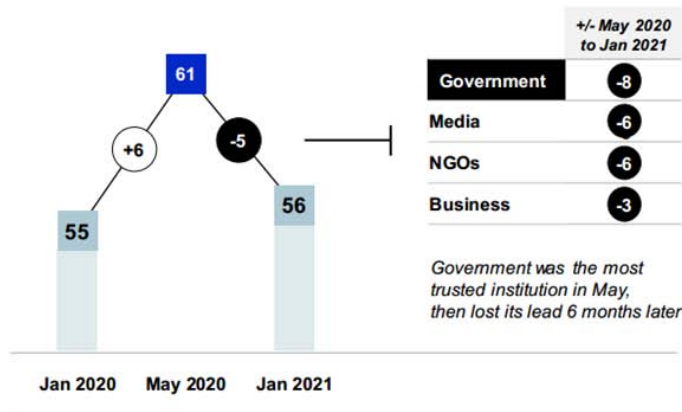 +/- May 2020
to Jan 2021
61
Government -8
+6
-5
Media -6
NGOs -6
56
Business -3
55
Government was the most
trusted institution in May,
then lost its lead 6 months later
Jan 2020 May 2020 Jan 2021